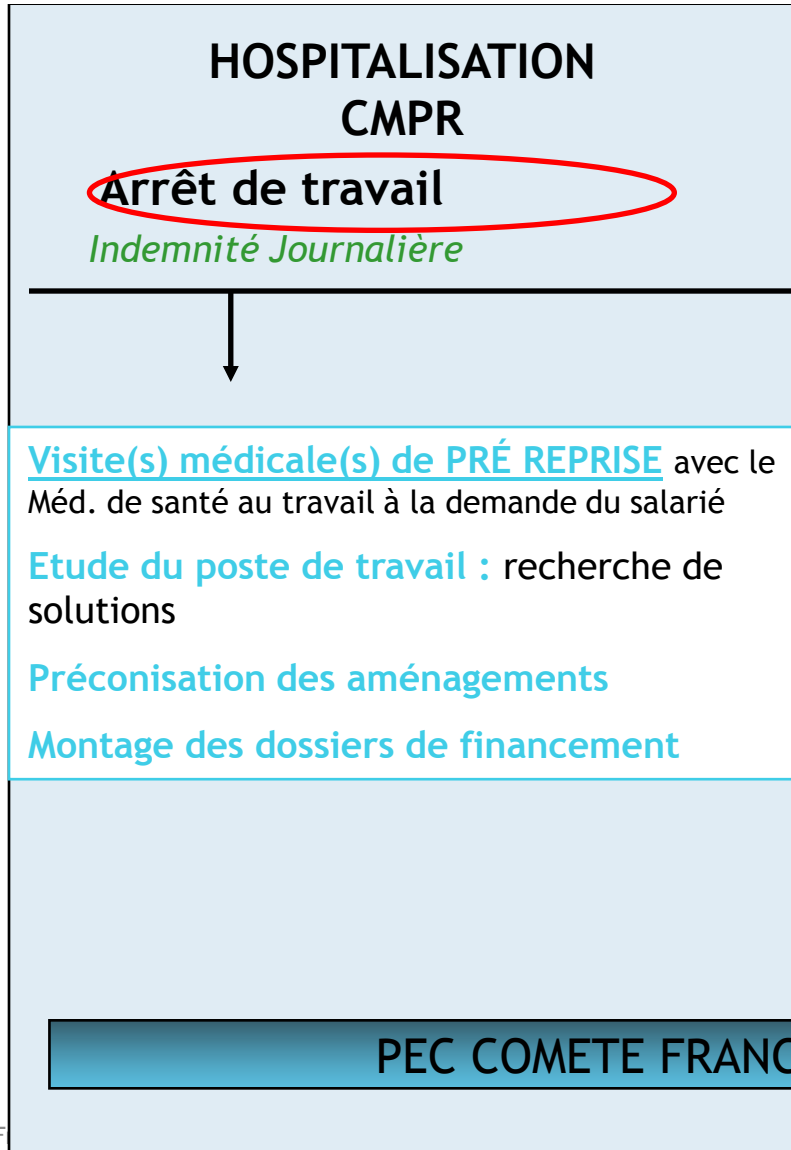 HOSPITALISATION
CMPR
Arrêt de travail
Indemnité Journalière
Visite(s) médicale(s) de PRÉ REPRISE avec le
Méd. de santé au travail à la demande du salarié
Etude du poste de travail : recherche de
solutions
Préconisation des aménagements
Montage des dossiers de financement
PEC COMETE